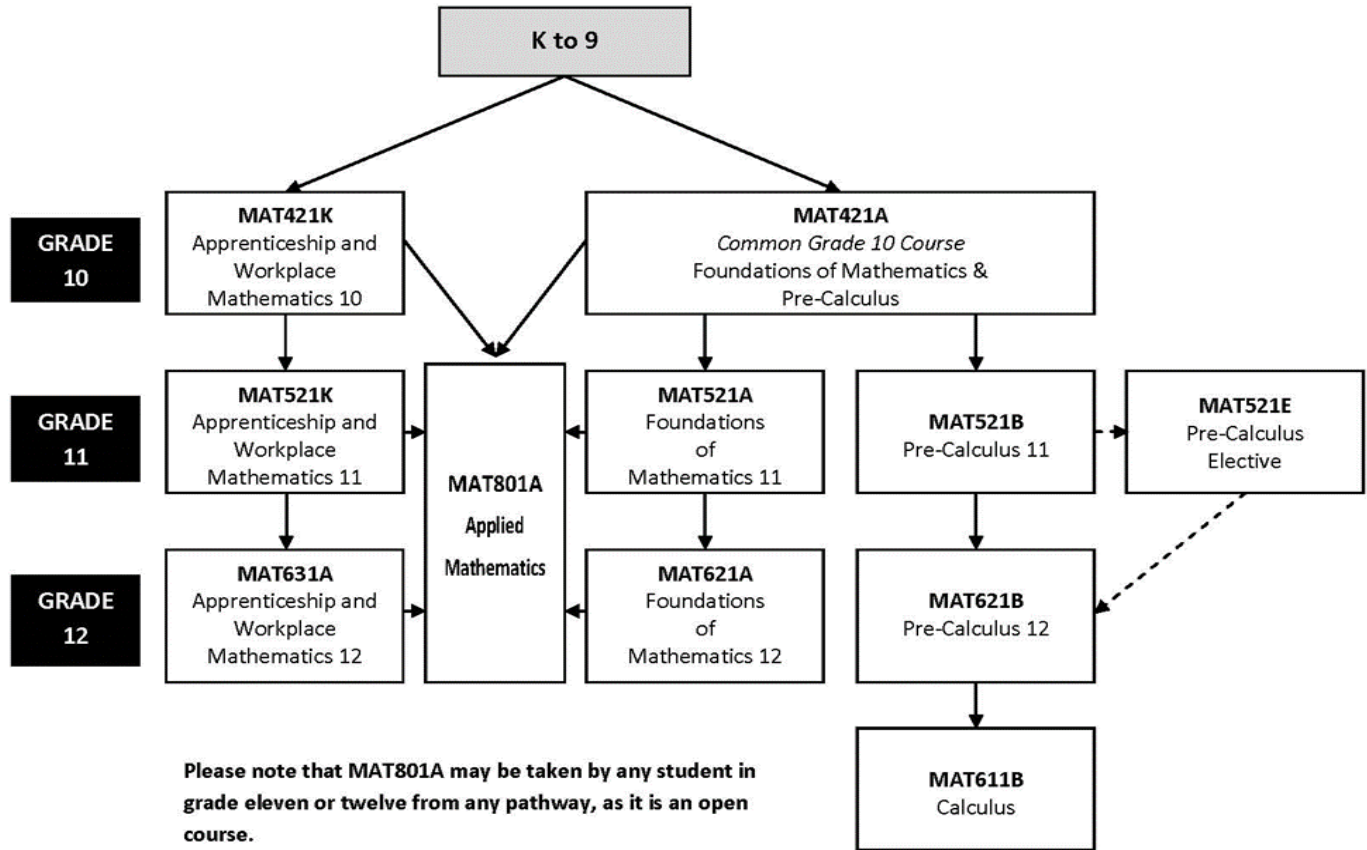 K to 9
GRADE
10
MAT421K
Apprenticeship and
Workplace
Mathematics 10
MAT421A
Common Grade 10 Course
Foundations of Mathematics &
Pre-Calculus
GRADE
11
MAT521K
Apprenticeship and
Workplace
Mathematics 11
MAT801A
Applied
Mathematics
MAT521A
Foundations
of
Mathematics 11
MAT521B
Pre-Calculus 11
MAT521E
Pre-Calculus
Elective
GRADE
12
MAT631A
Apprenticeship and
Workplace
Mathematics 12
MAT621A
Foundations
of
Mathematics 12
MAT621B
Pre-Calculus 12
MAT611B
Calculus
Please note that MAT801A may be taken by any student in
grade eleven or twelve from any pathway, as it is an open
course.